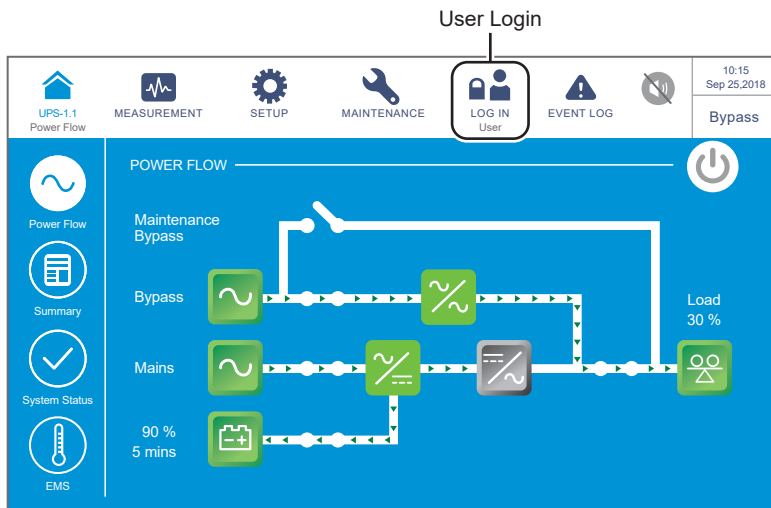 User Login
UPS-1.1
Power Flow
MEASUREMENT
SETUP
MAINTENANCE
LOG IN
User
EVENT LOG
10:15
Sep 25,2018
Bypass
POWER FLOW
Power Flow
Summary
System Status
EMS
Maintenance
Bypass
Bypass
Mains
90 %
5 mins
Load
30 %